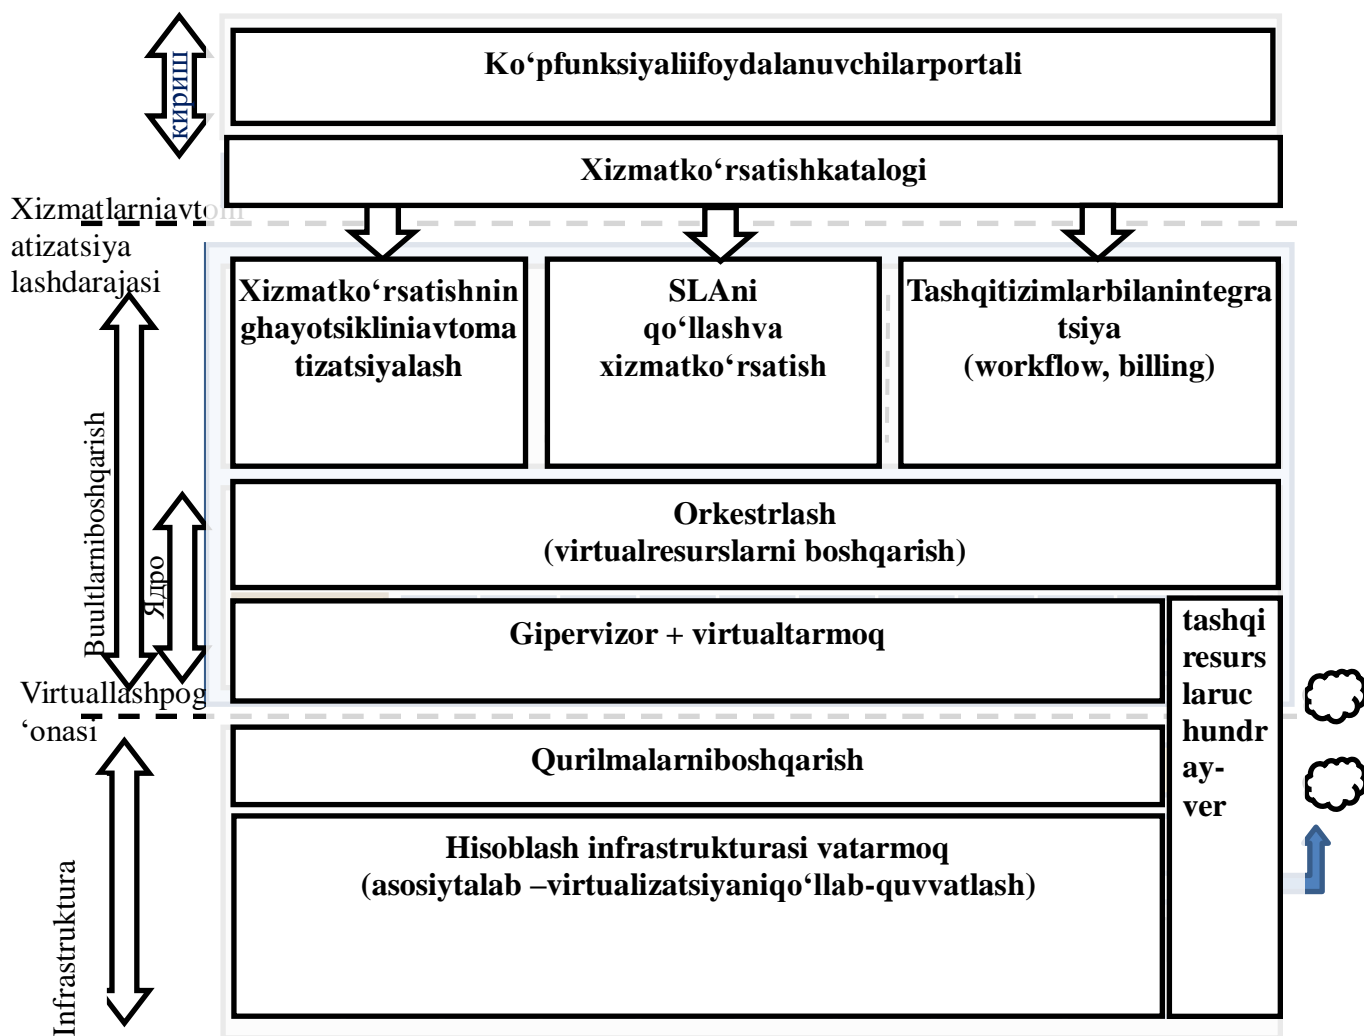 Ko‘pfunksiyaliifoydalanuvchilarportali
кириш
Xizmatko‘rsatishkatalogi
Xizmatlarniavtom
atizatsiya
lashdarajasi
Xizmatko‘rsatishnin
ghayotsikliniavtoma
tizatsiyalash
SLAni
qo‘llashva
xizmatko‘rsatish
Tashqitizimlarbilanintegra
tsiya
(workflow, billing)
Buultlarniboshqarish
Ядро
Orkestrlash
(virtualresurslarni boshqarish)
Gipervizor + virtualtarmoq
tashqi
resurs
laruc
hundr
ay-
ver
Virtuallashpog
‘onasi
Qurilmalarniboshqarish
Infrastruktura
Hisoblash infrastrukturasi vatarmoq
(asosiytalab –virtualizatsiyaniqo‘llab-quvvatlash)